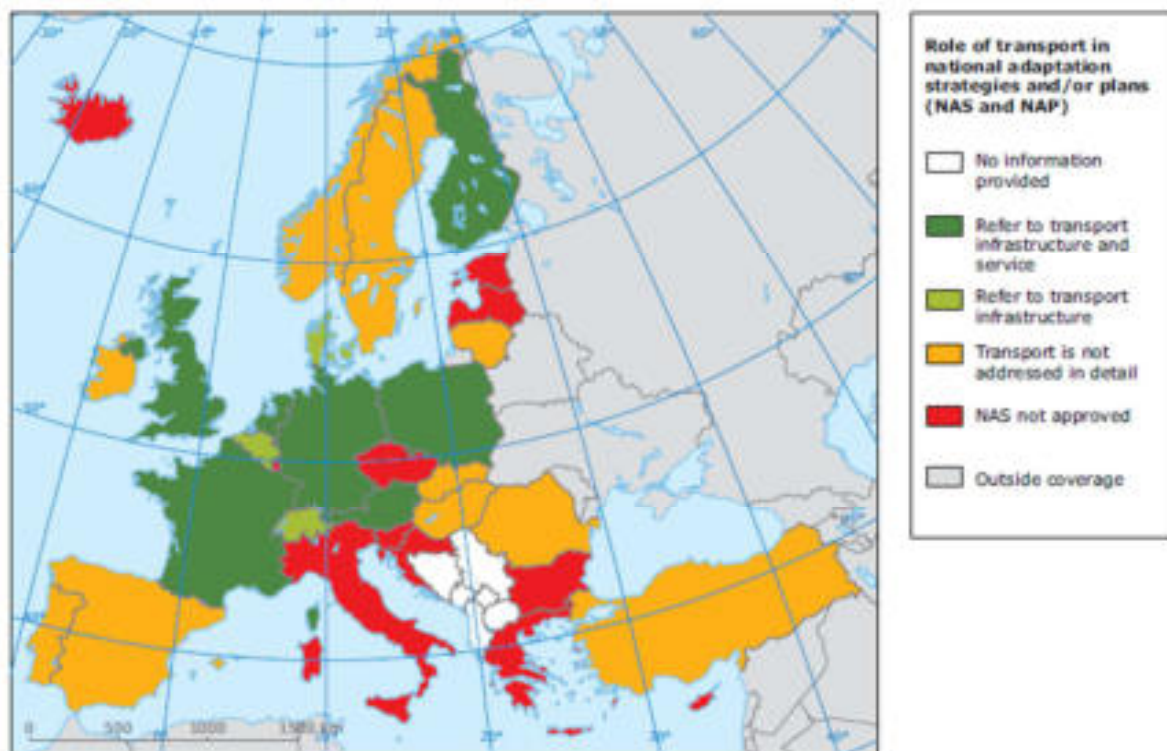 Role of transport in
national adaptation
strategies and/or plans
(NAS and NAP)
No information
provided
Refer to transport
infrastructure and
service
Refer to transport
infrastructure
Transport is not
addressed in detail
NAS not approved
Outside coverage
0 500 1000